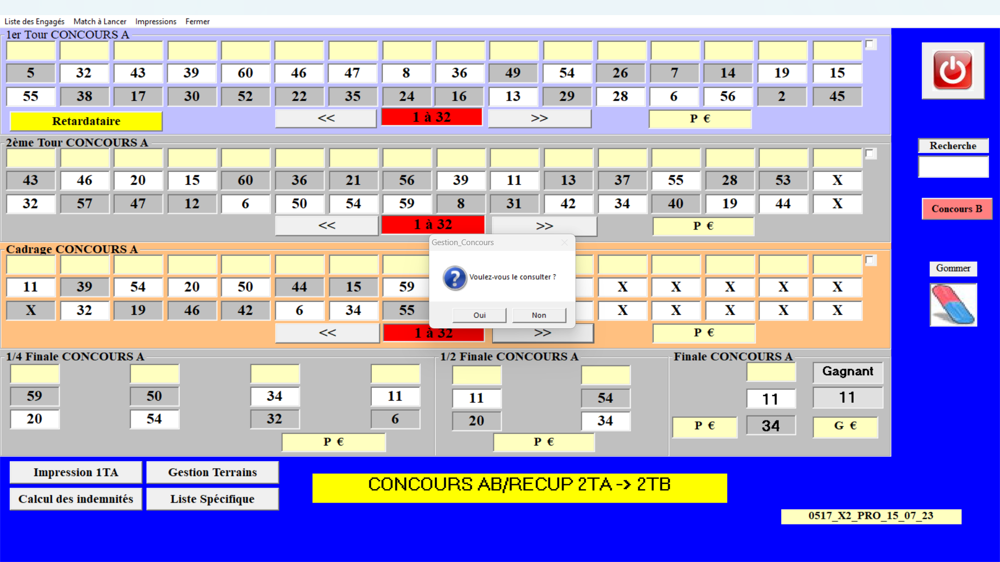 Liste des Engagés Match à Lancer Impressions Fermer
1er Tour CONCOURS A
5 32 43 39 60 46 47 8 36 49 54 26 7 14 19 15
55 38 17 30 52 22 35 24 16 13 29 28 6 56 2 45
Retardataire << 1 à 32 >> P €
2ème Tour CONCOURS A
43 46 20 15 60 36 21 56 39 11 13 37 55 28 53 X
32 57 47 12 6 50 54 59 8 31 42 34 40 19 44 X
<< 1 à 32 >> P €
Cadrage CONCOURS A
11 39 54 20 50 44 15 59 X X X X X
X 32 19 46 42 6 34 55 X X X X X
<< 1 à 32 >> P €
Gestion_Concours
Voulez-vous le consulter ?
Oui Non
1/4 Finale CONCOURS A
59 50 34 11
20 54 32 6
P €
1/2 Finale CONCOURS A
11 54
20 34
P €
Finale CONCOURS A
Gagnant
11 11
P € 34 G €
Recherche
Concours B
Gommer
Impression 1TA Gestion Terrains
Calcul des indemnités Liste Spécifique
CONCOURS AB/RECUP 2TA -> 2TB
0517_X2_PRO_15_07_23